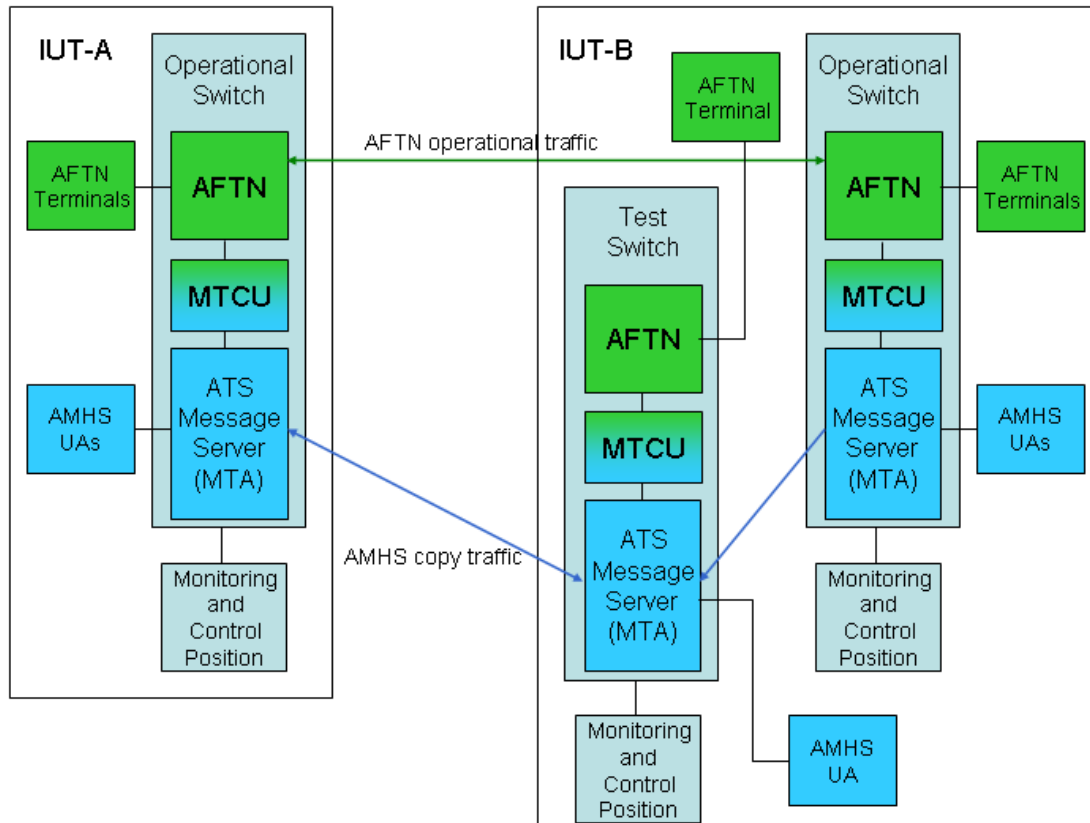 IUT-A
Operational
Switch
AFTN
Terminals
AFTN
MTCU
AMHS
UAs
ATS
Message
Server
(MTA)
Monitoring
and
Control
Position
AFTN operational traffic
AMHS copy traffic
IUT-B
AFTN
Terminal
Test
Switch
AFTN
MTCU
ATS
Message
Server
(MTA)
Monitoring
and
Control
Position
AMHS
UA
Operational
Switch
AFTN
AFTN
Terminals
MTCU
ATS
Message
Server
(MTA)
AMHS
UAs
Monitoring
and
Control
Position